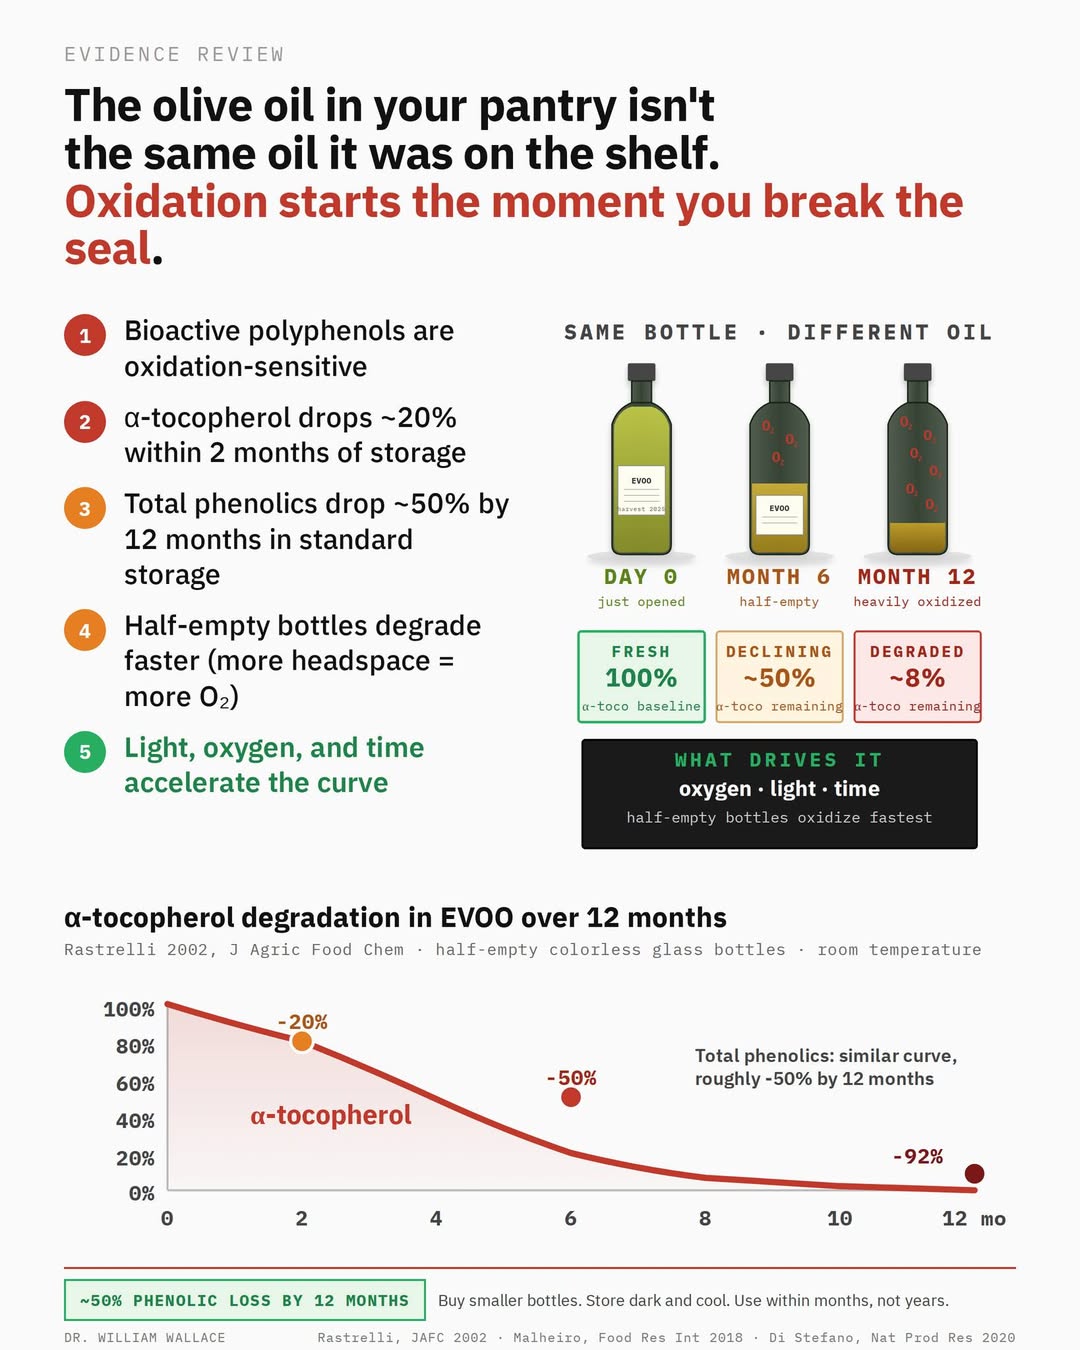 EVIDENCE REVIEW
The olive oil in your pantry isn't
the same oil it was on the shelf.
Oxidation starts the moment you break the
seal.
1 Bioactive polyphenols are
oxidation-sensitive
2 α-tocopherol drops ~20%
within 2 months of storage
3 Total phenolics drop ~50% by
12 months in standard
storage
4 Half-empty bottles degrade
faster (more headspace =
more O₂)
5 Light, oxygen, and time
accelerate the curve
SAME BOTTLE · DIFFERENT OIL
EVOO
EVOO
O₂ O₂ O₂
O₂ O₂ O₂ O₂ O₂ O₂
DAY 0 MONTH 6 MONTH 12
just opened half-empty heavily oxidized
FRESH DECLINING DEGRADED
100% ~50% ~8%
α-toco baseline α-toco remaining α-toco remaining
WHAT DRIVES IT
oxygen · light · time
half-empty bottles oxidize fastest
α-tocopherol degradation in EVOO over 12 months
Rastrelli 2002, J Agric Food Chem · half-empty colorless glass bottles · room temperature
100%
80%
60%
40%
20%
0%
-20%
-50%
-92%
α-tocopherol
Total phenolics: similar curve,
roughly -50% by 12 months
0 2 4 6 8 10 12 mo
~50% PHENOLIC LOSS BY 12 MONTHS
Buy smaller bottles. Store dark and cool. Use within months, not years.
DR. WILLIAM WALLACE
Rastrelli, JAFC 2002 · Malheiro, Food Res Int 2018 · Di Stefano, Nat Prod Res 2020